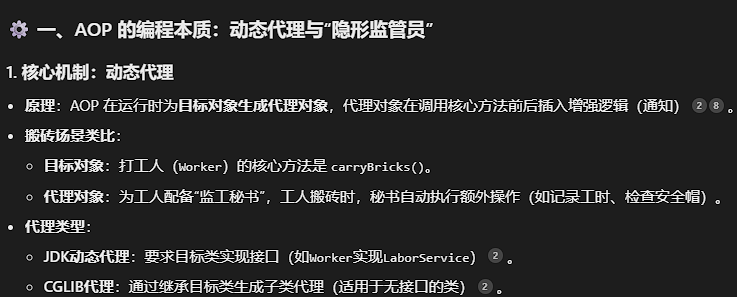 ⚙️ 一、AOP 的编程本质：动态代理与“隐形监管员”
1. 核心机制：动态代理
• 原理：AOP 在运行时为目标对象生成代理对象，代理对象在调用核心方法前后插入增强逻辑（通知） 2 8 。
• 搬砖场景类比：
◦ 目标对象：打工人（Worker）的核心方法是 carryBricks()。
◦ 代理对象：为工人配备“监工秘书”，工人搬砖时，秘书自动执行额外操作（如记录工时、检查安全帽）。
• 代理类型：
◦ JDK动态代理：要求目标类实现接口（如Worker实现LaborService） 2 。
◦ CGLIB代理：通过继承目标类生成子类代理（适用于无接口的类） 2 。